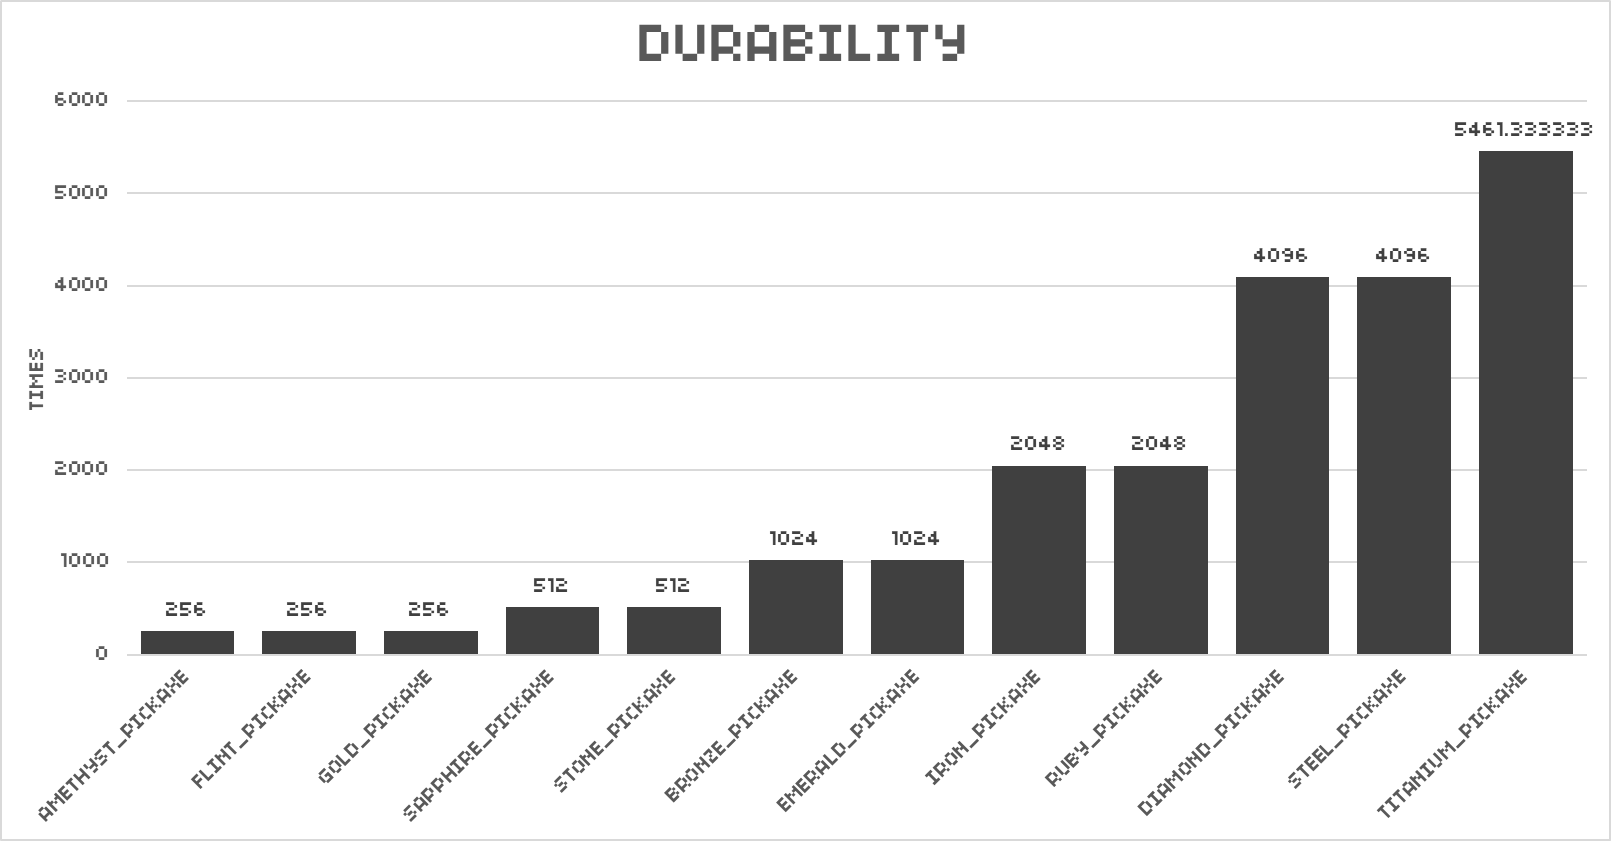 DURABILITY
6000
5000
4000
3000
2000
1000
0
TIMES
256
256
256
512
512
1024
1024
2048
2048
4096
4096
5461.333333
AMETHYST_PICKAXE
FLINT_PICKAXE
GOLD_PICKAXE
SAPPHIRE_PICKAXE
STONE_PICKAXE
BRONZE_PICKAXE
EMERALD_PICKAXE
IRON_PICKAXE
RUBY_PICKAXE
DIAMOND_PICKAXE
STEEL_PICKAXE
TITANIUM_PICKAXE